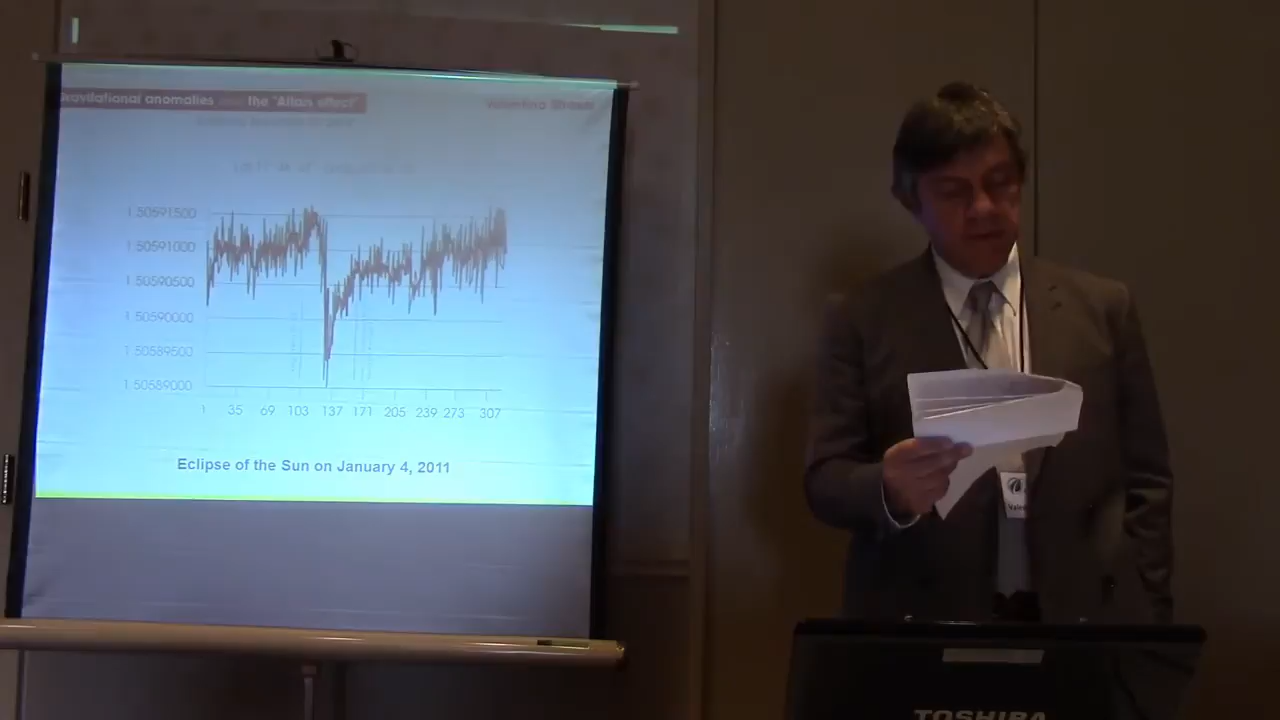 Gravitational anomalies and the "Allais effect"
1.50591500
1.50591000
1.50590500
1.50590000
1.50589500
1.50589000
1 35 69 103 137 171 205 239 273 307
Eclipse of the Sun on January 4, 2011
TOSHIBA